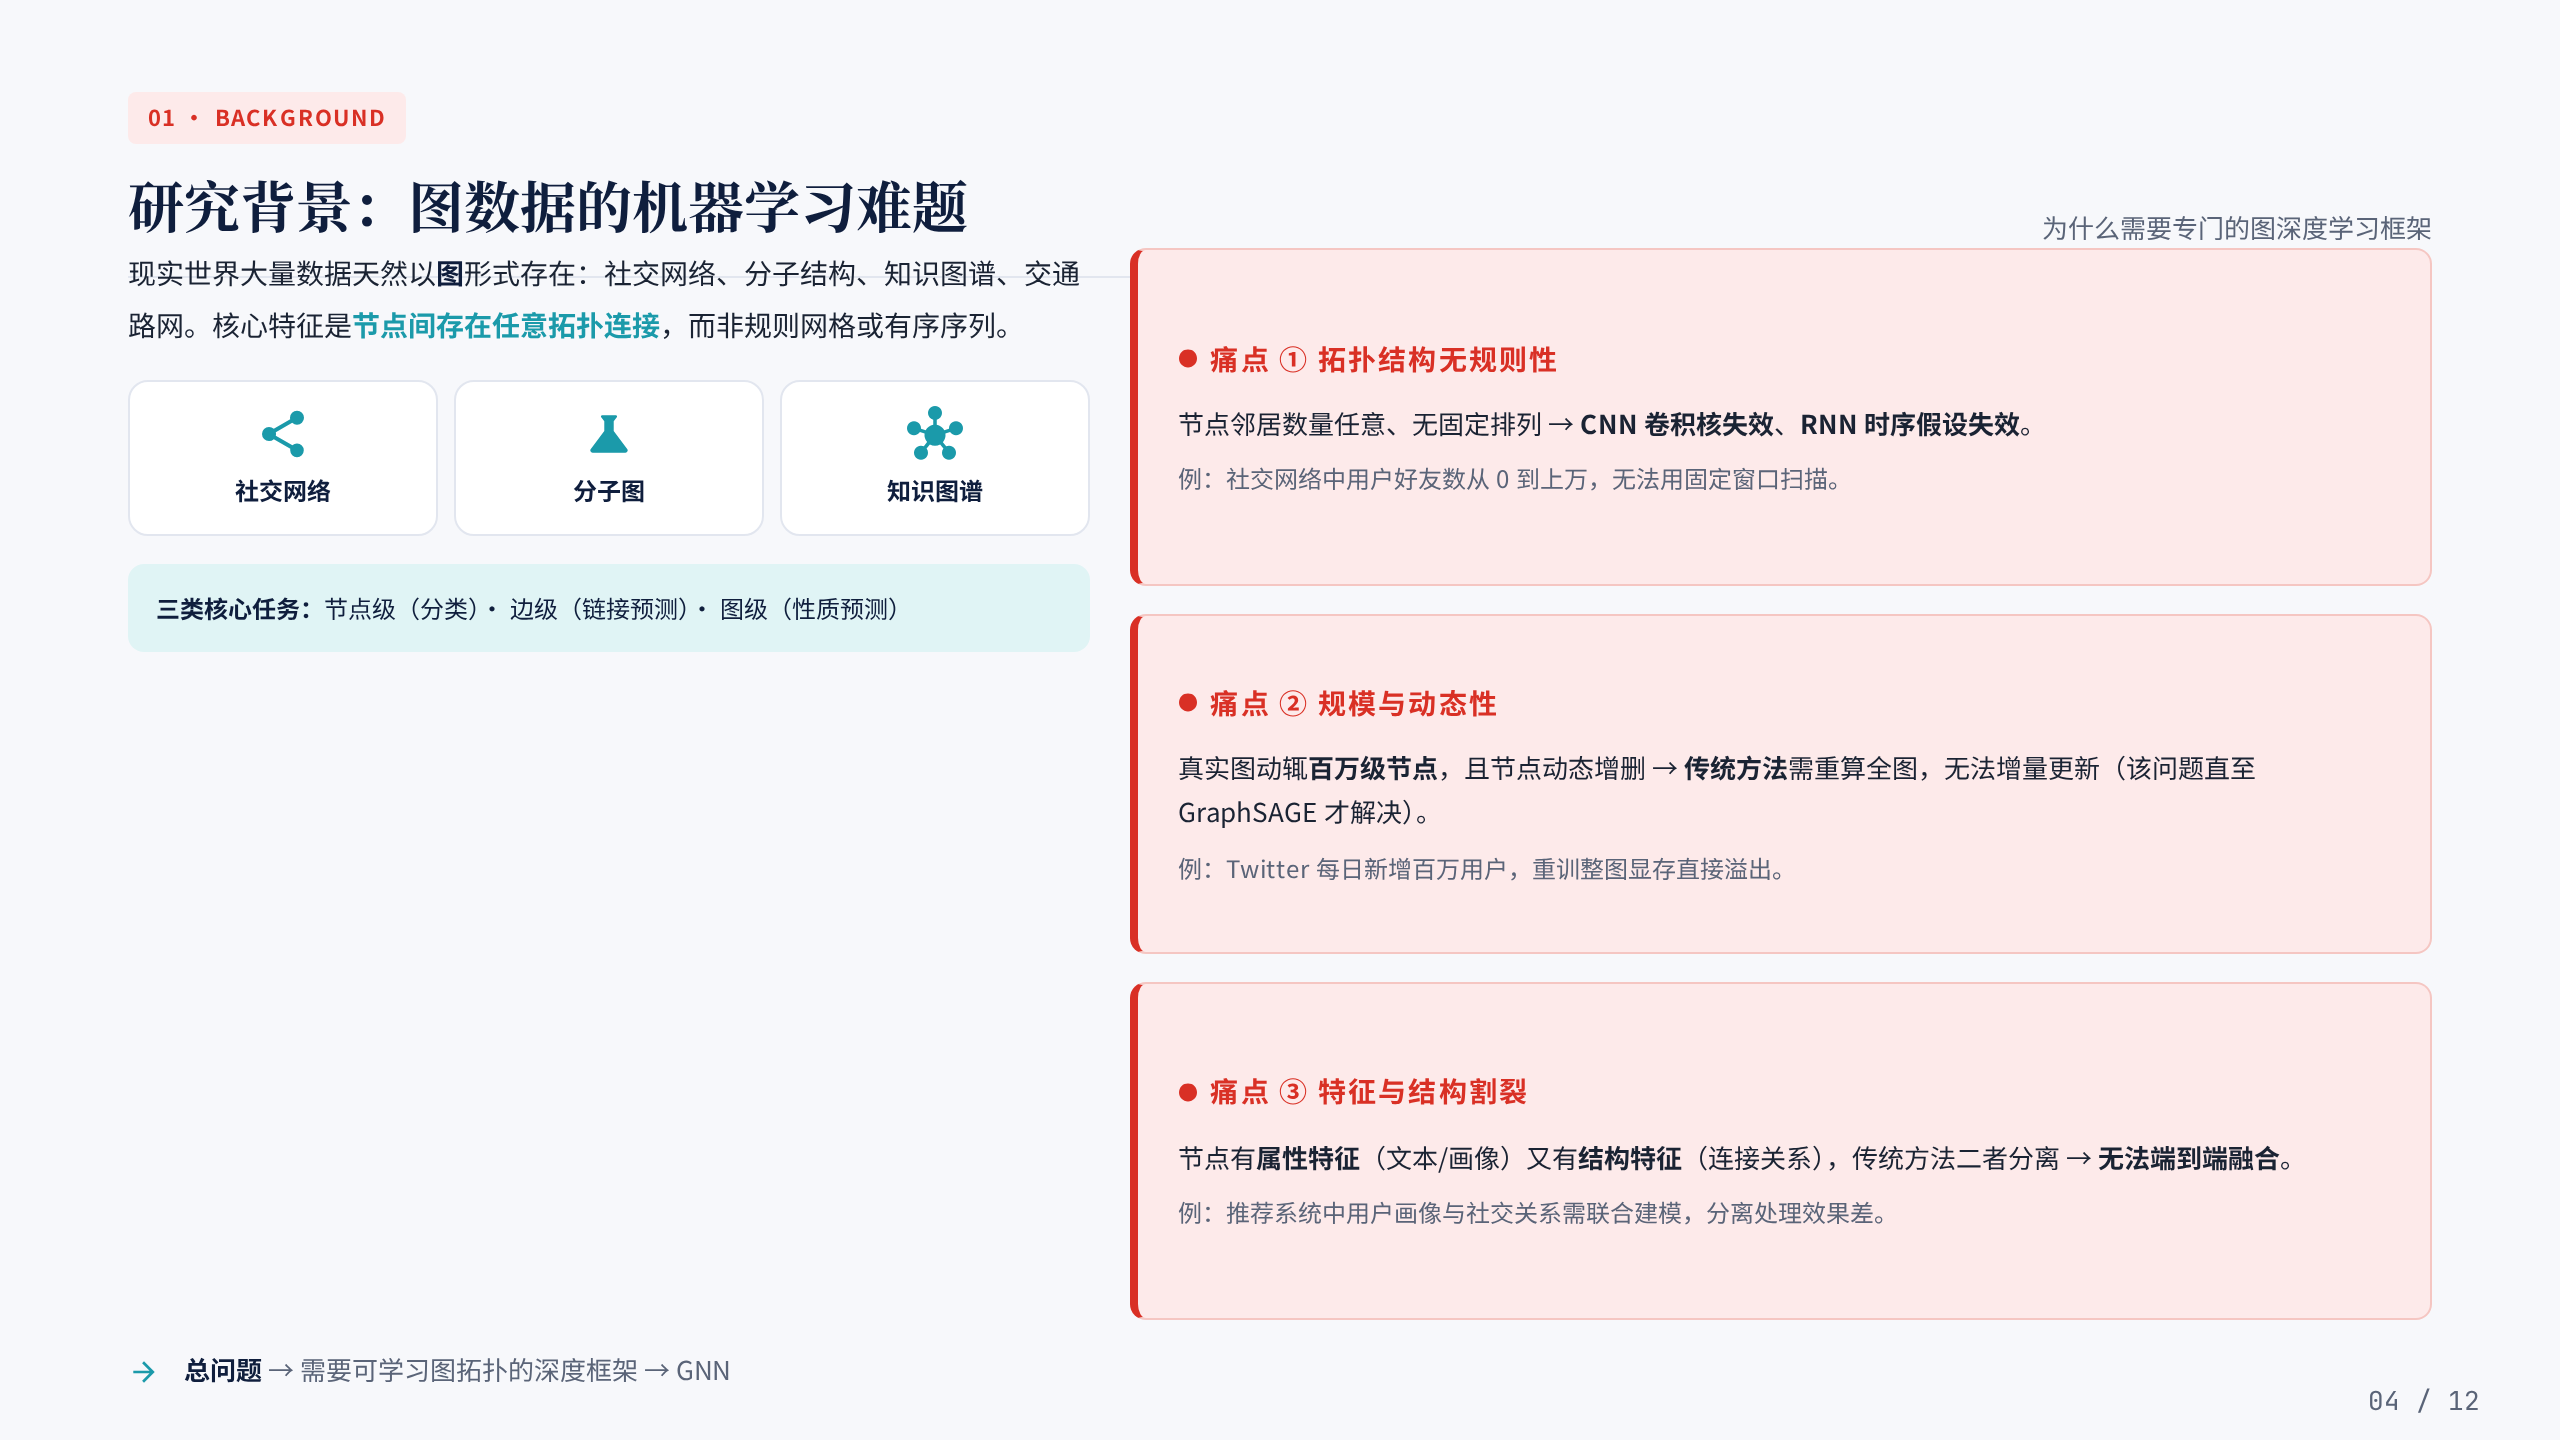 01 · BACKGROUND
研究背景：图数据的机器学习难题
为什么需要专门的图深度学习框架
现实世界大量数据天然以图形式存在：社交网络、分子结构、知识图谱、交通
路网。核心特征是节点间存在任意拓扑连接，而非规则网格或有序序列。
社交网络
分子图
知识图谱
三类核心任务：节点级（分类）· 边级（链接预测）· 图级（性质预测）
痛点 ① 拓扑结构无规则性
节点邻居数量任意、无固定排列 → CNN 卷积核失效、RNN 时序假设失效。
例：社交网络中用户好友数从 0 到上万，无法用固定窗口扫描。
痛点 ② 规模与动态性
真实图动辄百万级节点，且节点动态增删 → 传统方法需重算全图，无法增量更新（该问题直至
GraphSAGE 才解决）。
例：Twitter 每日新增百万用户，重训整图显存直接溢出。
痛点 ③ 特征与结构割裂
节点有属性特征（文本/画像）又有结构特征（连接关系），传统方法二者分离 → 无法端到端融合。
例：推荐系统中用户画像与社交关系需联合建模，分离处理效果差。
→ 总问题 → 需要可学习图拓扑的深度框架 → GNN
04 / 12